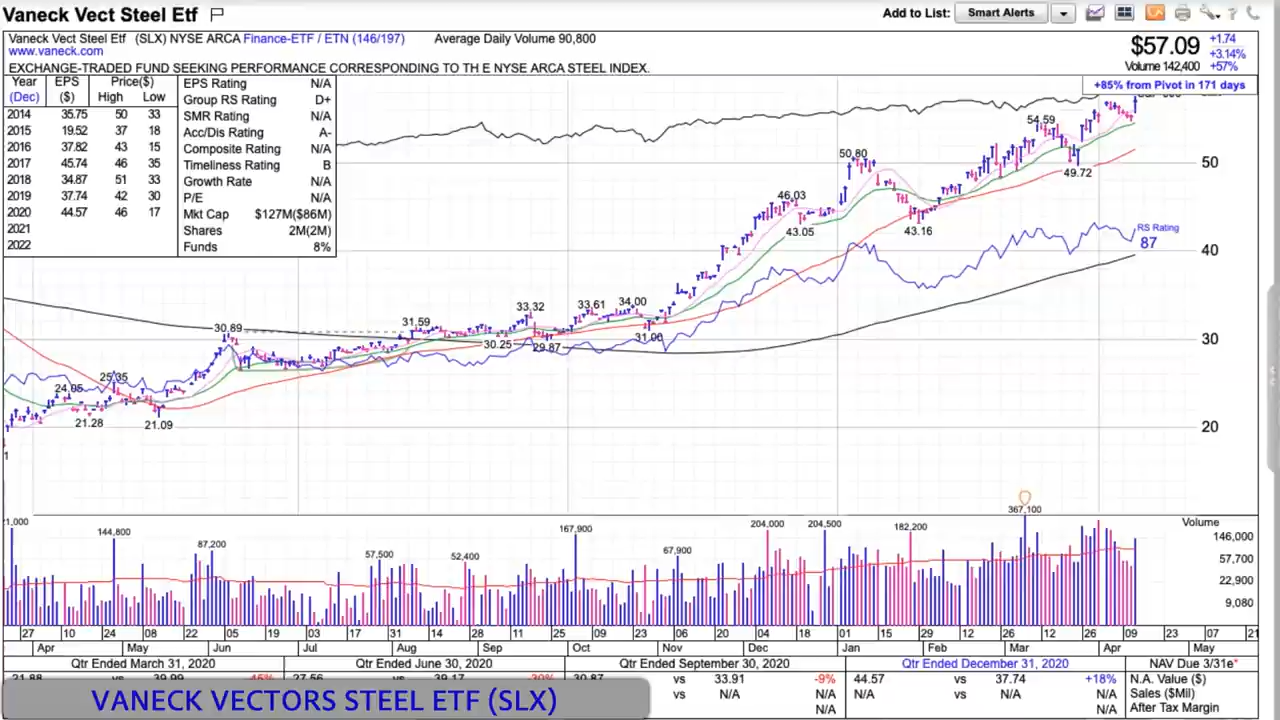 Vaneck Vect Steel Etf
Add to List: Smart Alerts
Vaneck Vect Steel Etf (SLX) NYSE ARCA Finance-ETF / ETN (146/197) Average Daily Volume 90,800
www.vaneck.com
EXCHANGE-TRADED FUND SEEKING PERFORMANCE CORRESPONDING TO TH E NYSE ARCA STEEL INDEX.
$57.09 +1.74
+3.14%
Volume 142,400 +57%
+85% from Pivot in 171 days
Year EPS Price($)
(Dec) ($) High Low
2014 35.75 50 33
2015 19.52 37 18
2016 37.82 43 15
2017 45.74 46 35
2018 34.87 51 33
2019 37.74 42 30
2020 44.57 46 17
2021
2022
EPS Rating N/A
Group RS Rating D+
SMR Rating N/A
Acc/Dis Rating A-
Composite Rating N/A
Timeliness Rating B
Growth Rate N/A
P/E N/A
Mkt Cap $127M($86M)
Shares 2M(2M)
Funds 8%
54.59
50.80
50
49.72
46.03
43.05
43.16
RS Rating
87
40
33.32 33.61 34.00
31.59
30.89
30.25 29.87 31.00
30
25.35
24.05
21.28 21.09
20
367,100
Volume
144,800 87,200 57,500 52,400 167,900 67,900 204,000 204,500 182,200
146,000
57,700
22,900
9,080
27 10 24 08 22 05 19 03 17 31 14 28 11 25 09 23 06 20 04 18 01 15 29 12 26 12 26 09 23 07 21
Apr May Jun Jul Aug Sep Oct Nov Dec Jan Feb Mar Apr May
Qtr Ended March 31, 2020 Qtr Ended June 30, 2020 Qtr Ended September 30, 2020 Qtr Ended December 31, 2020 NAV Due 3/31e*
21.88 vs 39.99 -45% 27.56 vs 39.17 -30% 30.87 vs 33.91 -9% 44.57 vs 37.74 +18% N.A. Value ($)
vs N/A N/A N/A vs N/A N/A Sales ($Mil)
N/A N/A After Tax Margin
VANECK VECTORS STEEL ETF (SLX)